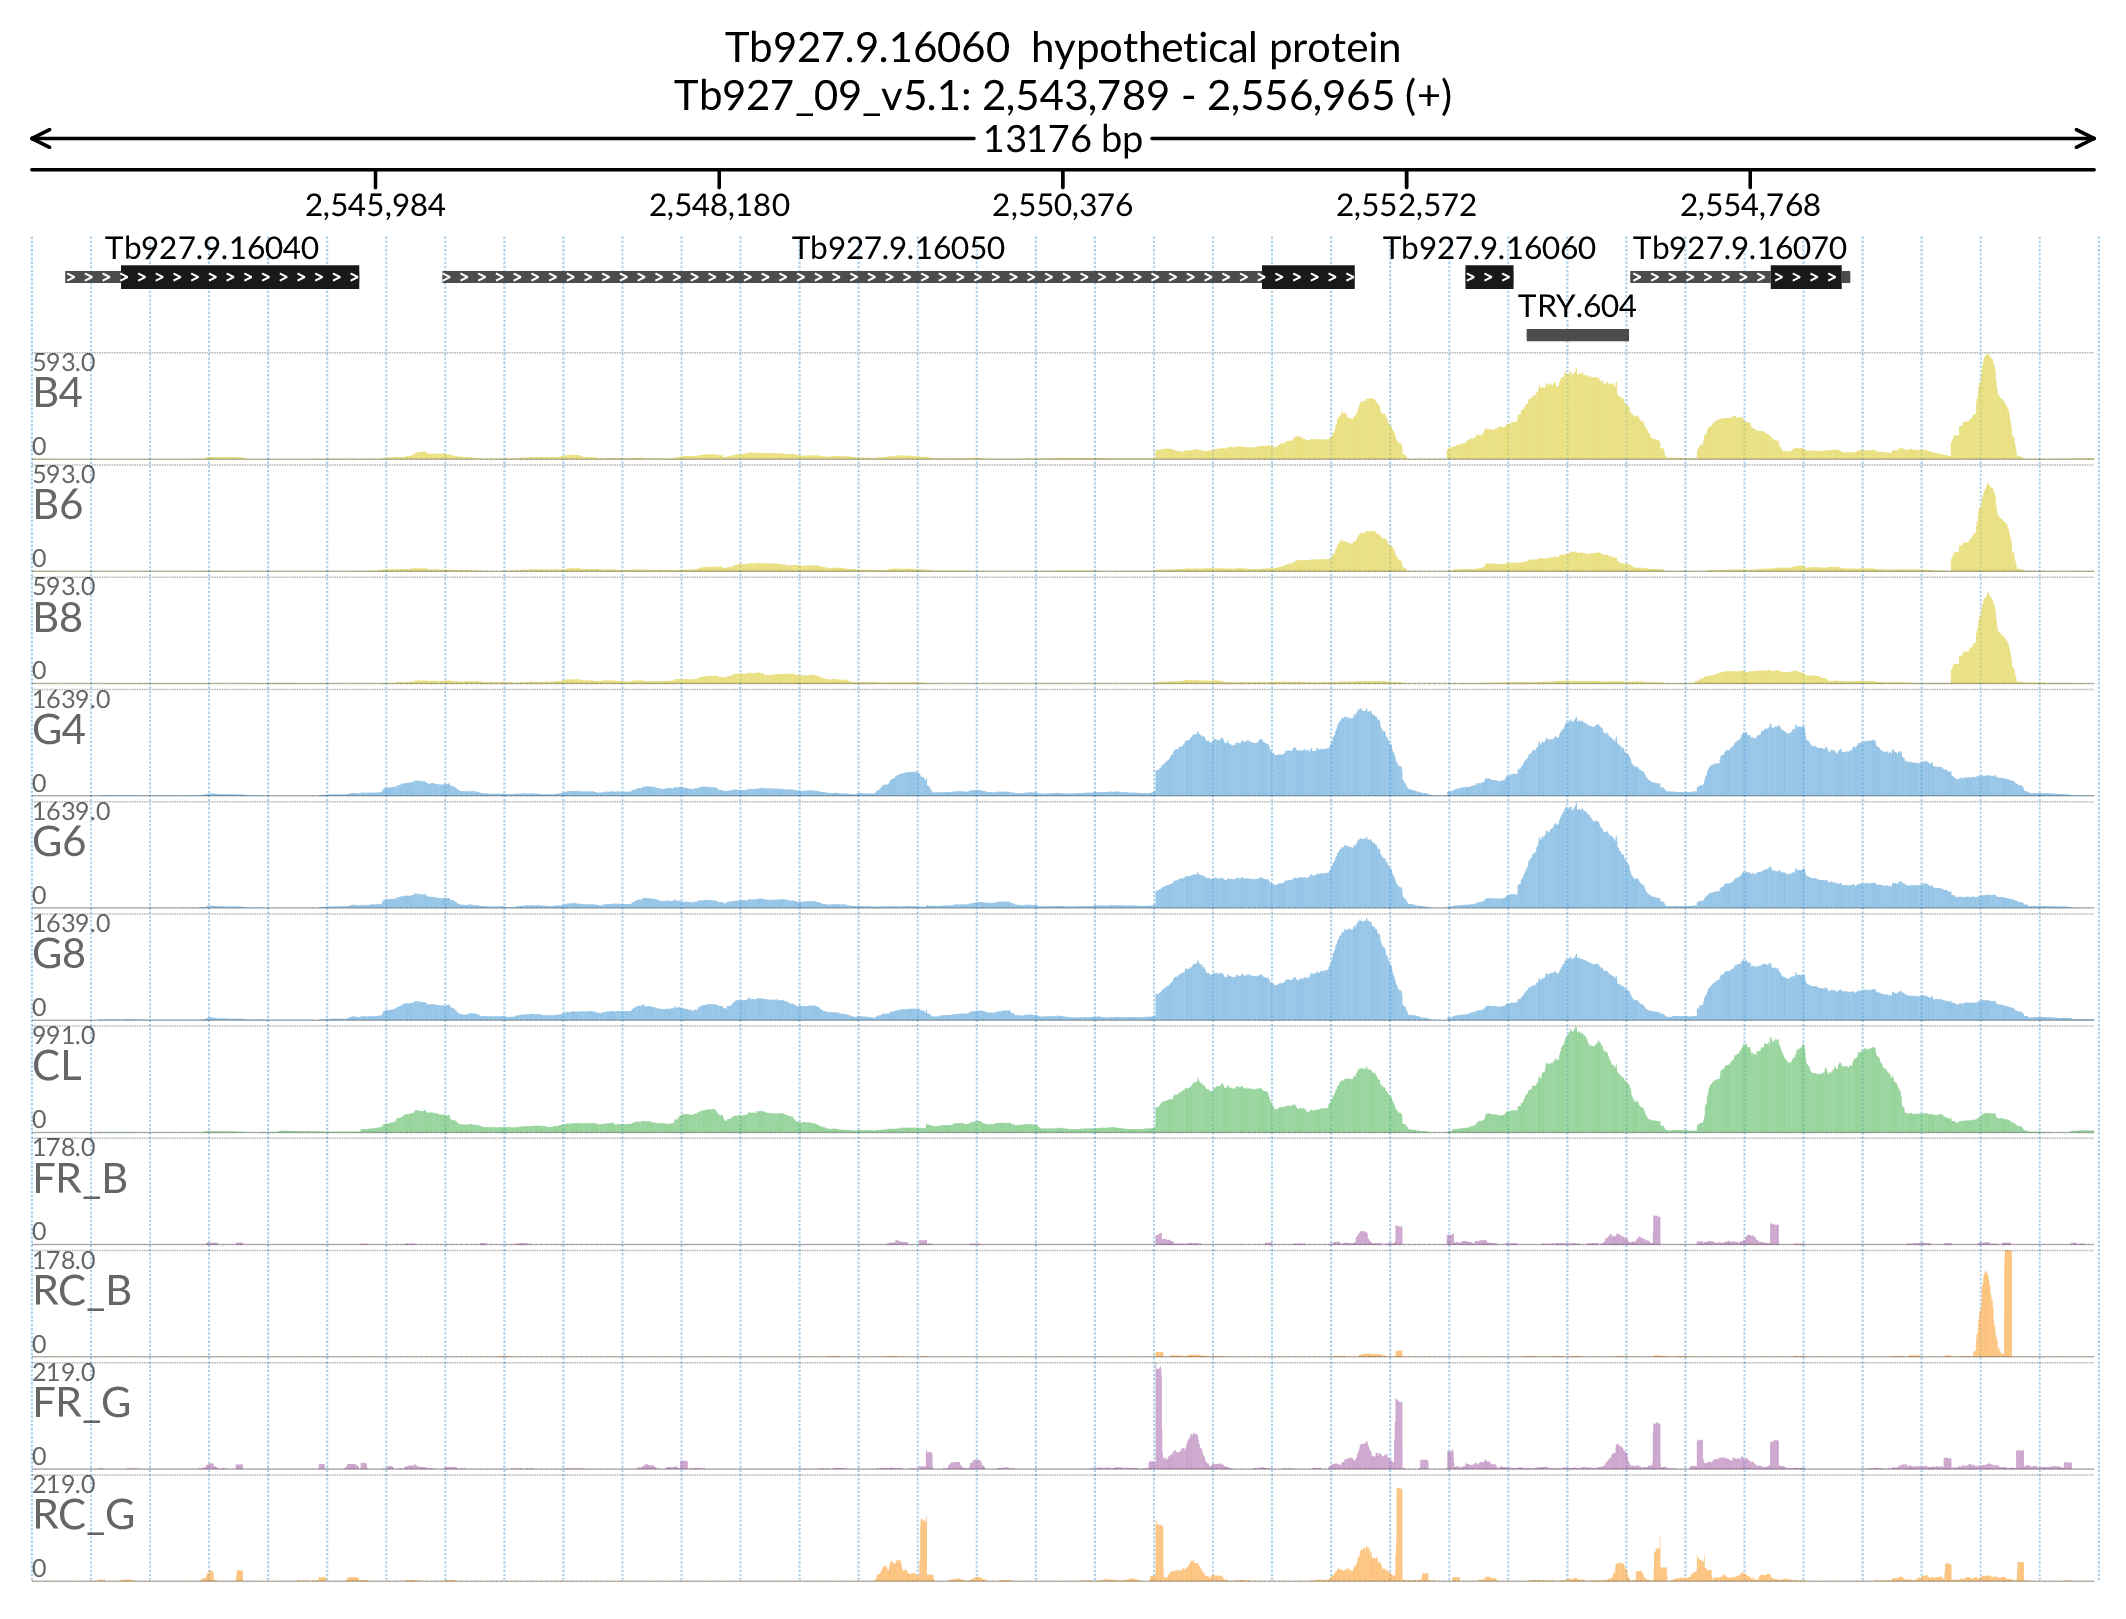 Tb927.9.16060 hypothetical protein
Tb927_09_v5.1: 2,543,789 - 2,556,965 (+)
13176 bp
2,545,984 2,548,180 2,550,376 2,552,572 2,554,768
Tb927.9.16040 Tb927.9.16050 Tb927.9.16060 Tb927.9.16070
TRY.604
593.0
B4
0
593.0
B6
0
593.0
B8
0
1639.0
G4
0
1639.0
G6
0
1639.0
G8
0
991.0
CL
0
178.0
FR_B
0
178.0
RC_B
0
219.0
FR_G
0
219.0
RC_G
0